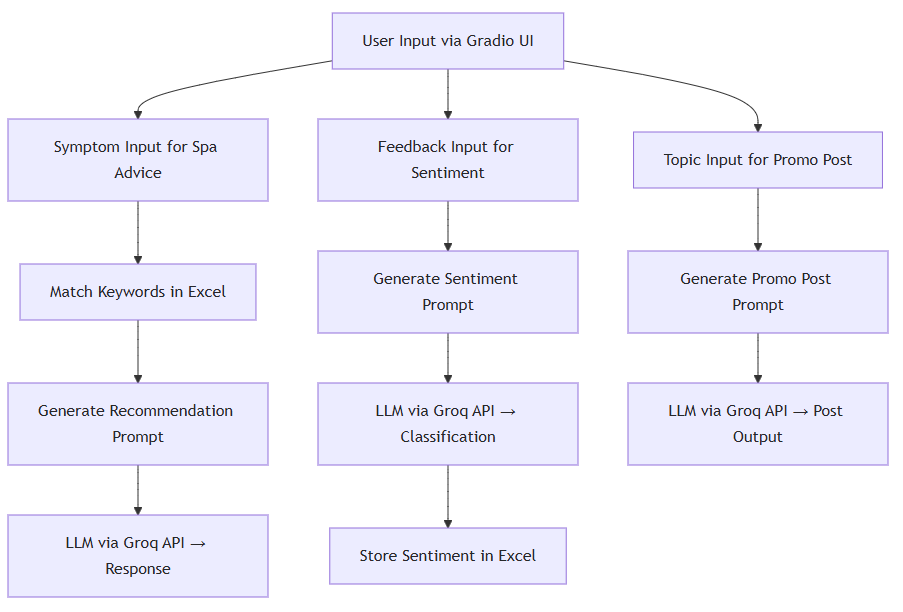 User Input via Gradio UI
Symptom Input for Spa
Advice
Feedback Input for
Sentiment
Topic Input for Promo Post
Match Keywords in Excel
Generate Sentiment
Prompt
Generate Promo Post
Prompt
Generate Recommendation
Prompt
LLM via Groq API →
Classification
LLM via Groq API → Post
Output
LLM via Groq API →
Response
Store Sentiment in Excel